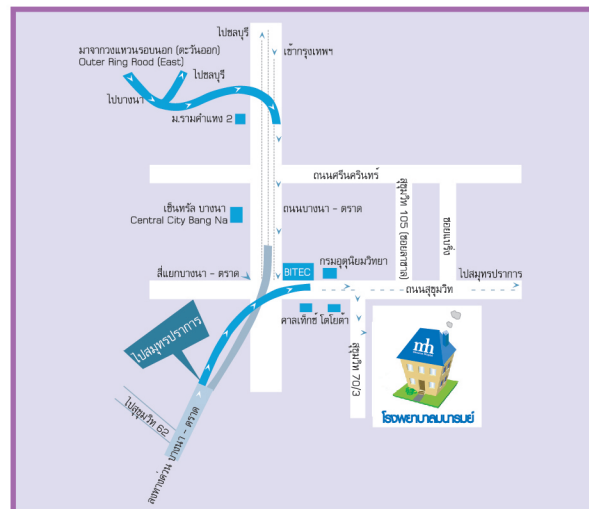 ไปชลบุรี
มาจากวงแหวนรอบนอก (ตะวันออก)
Outer Ring Rood (East)
เข้ากรุงเทพฯ
ไปชลบุรี
ไปบางนา
ม.รามคำแหง 2
ถนนศรีนครินทร์
เซ็นทรัล บางนา
Central City Bang Na
ถนนบางนา - ตราด
สุขุมวิท 105 (ซอยลาซาล)
ซอยแบริ่ง
สี่แยกบางนา - ตราด
BITEC
กรมอุตุนิยมวิทยา
ไปสมุทรปราการ
ถนนสุขุมวิท
คาลเท็กซ์ โตโยต้า
สุขุมวิท 70/3
ไปสมุทรปราการ
mh
โรงพยาบาลมนารมย์
ไปสุขุมวิท 62
ลงทางด่วน บางนา - ตราด